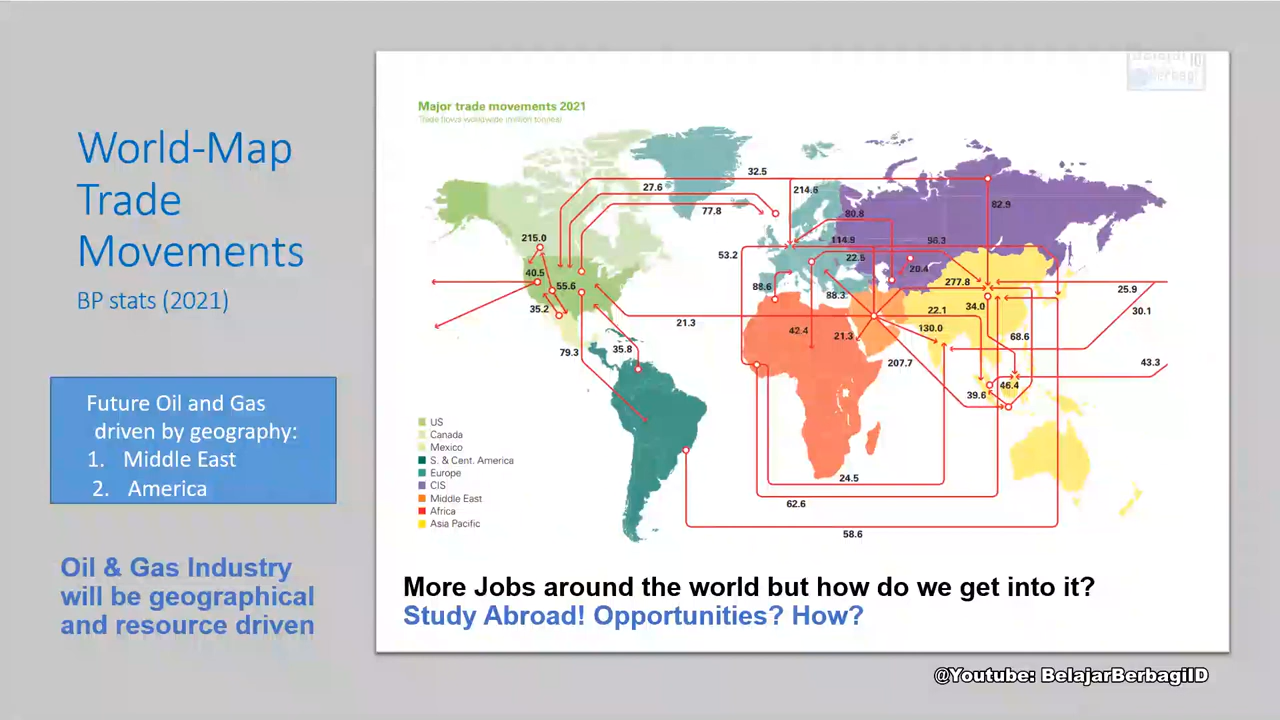 World-Map
Trade
Movements
BP stats (2021)
Future Oil and Gas
driven by geography:
1. Middle East
2. America
Oil & Gas Industry
will be geographical
and resource driven
Belajar ID
Berbagi
Major trade movements 2021
Trade flows worldwide (million tonnes)
32.5
27.6
214.6
77.8
82.9
80.8
215.0
114.9
96.3
53.2
22.5
40.5
20.4
55.6
277.8
88.6
25.9
88.3
34.0
35.2
22.1
30.1
21.3
130.0
42.4
21.3
68.6
79.3
35.8
207.7
43.3
46.4
39.6
US
Canada
Mexico
S. & Cent. America
Europe
CIS
Middle East
Africa
Asia Pacific
24.5
62.6
58.6
More Jobs around the world but how do we get into it?
Study Abroad! Opportunities? How?
@Youtube: BelajarBerbagiID